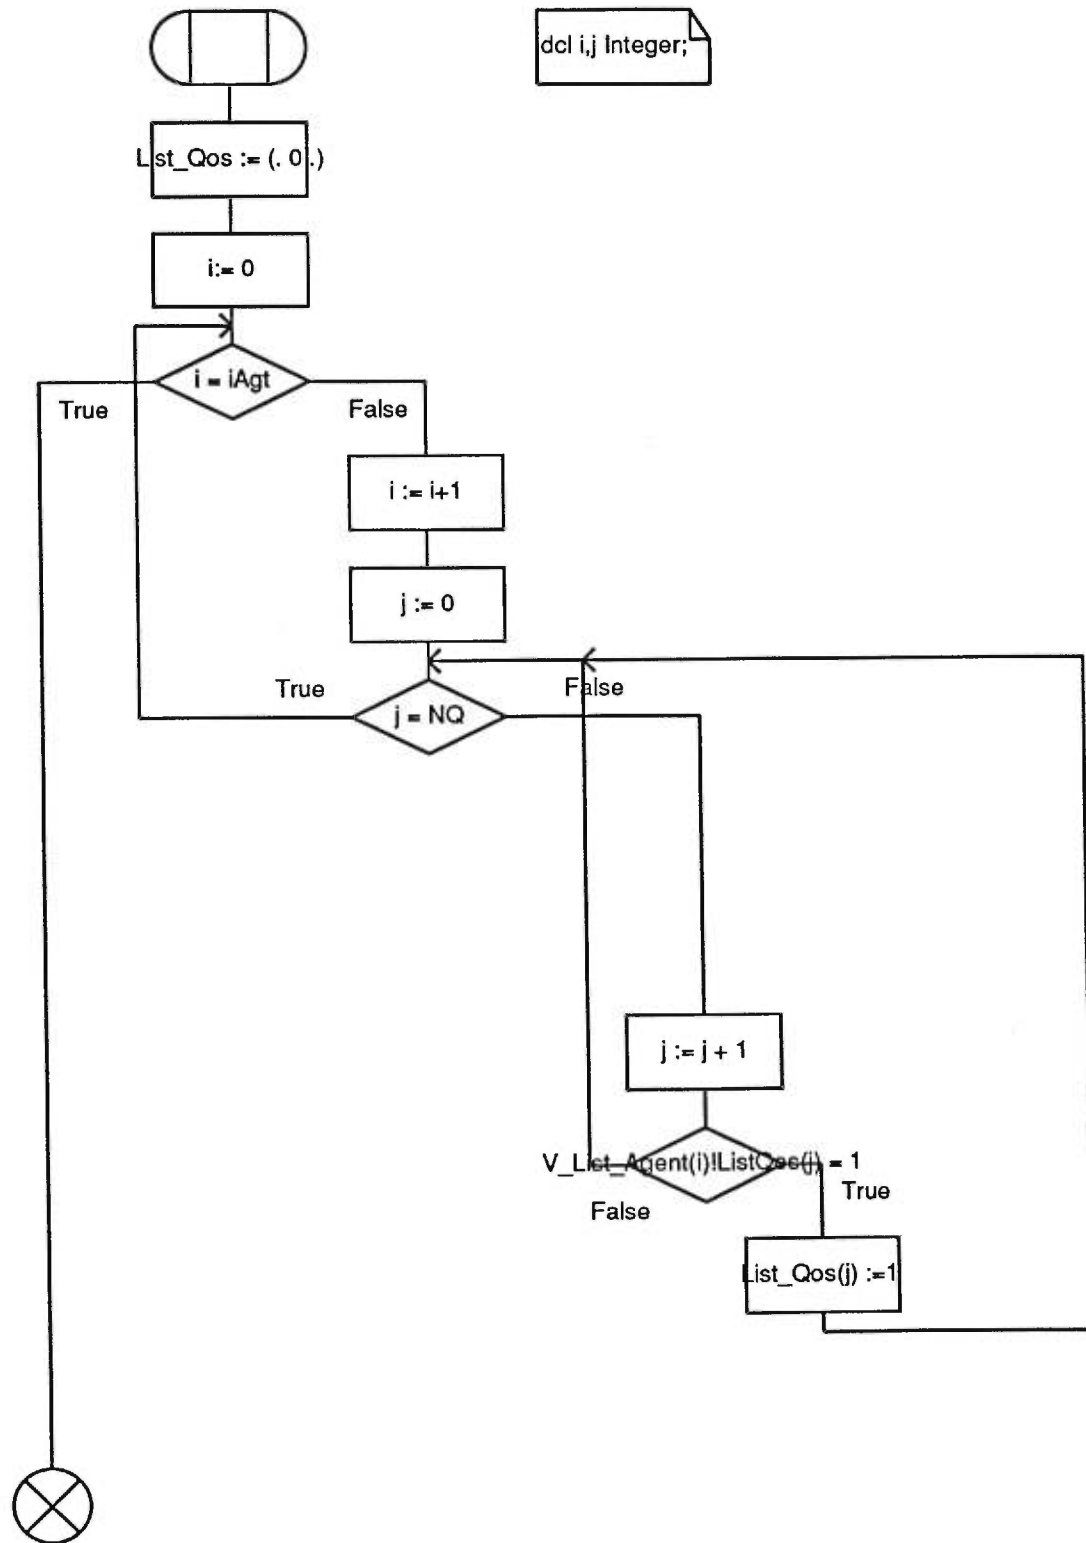 dcl i,j Integer;
List_Qos := (. 0 .)
i:= 0
i = iAgt
True
False
i := i+1
j := 0
True
False
j = NQ
j := j + 1
V_List_Agent(i)!ListQos(j) = 1
True
False
List_Qos(j) :=1